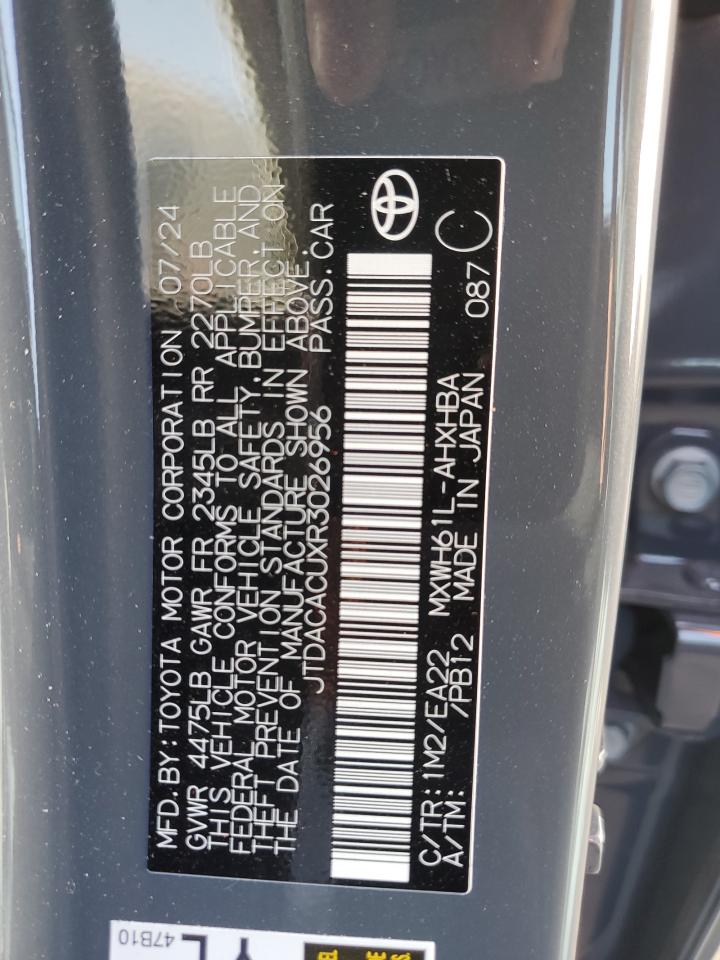 MFD.BY:TOYOTA MOTOR CORPORATION 07/24
GVWR 4475LB GAWR FR 2345LB RR 2270LB
THIS VEHICLE CONFORMS TO ALL APPLICABLE
FEDERAL MOTOR VEHICLE SAFETY,BUMPER,AND
THEFT PREVENTION STANDARDS IN EFFECT ON
THE DATE OF MANUFACTURE SHOWN ABOVE.
JTDACACUXR3026956 PASS.CAR
C/TR:1M2/EA22 MXWH61L-AHXHBA
A/TM: /PB12 MADE IN JAPAN
087 C
47B10